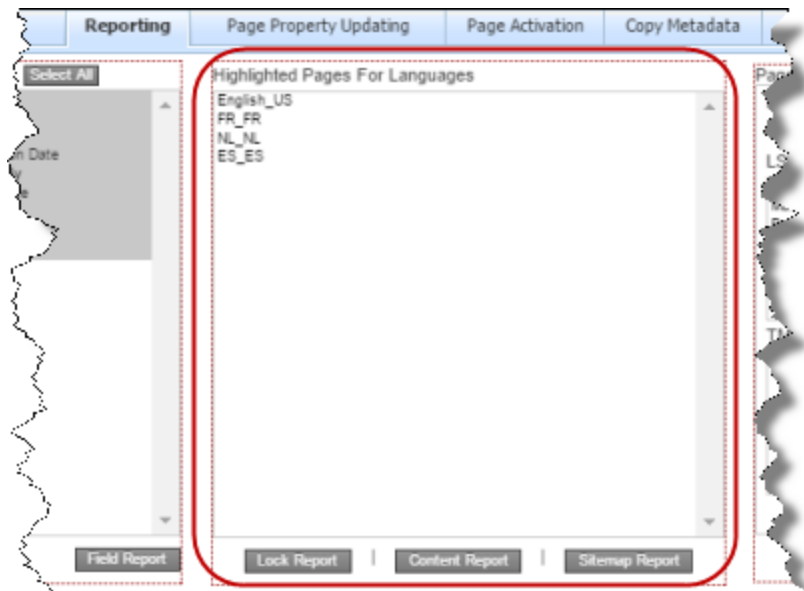 Reporting
Page Property Updating
Page Activation
Copy Metadata
Select All
n Date
Field Report
Highlighted Pages For Languages
English_US
FR_FR
NL_NL
ES_ES
Lock Report | Content Report | Sitemap Report